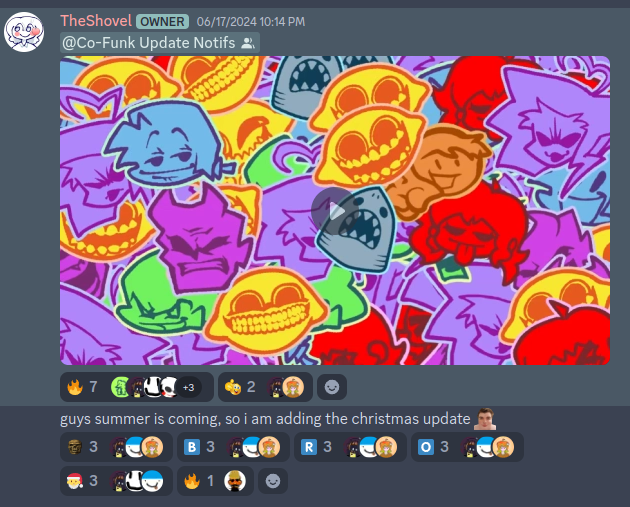 TheShovel OWNER 06/17/2024 10:14 PM
@Co-Funk Update Notifs
7 +3 2
guys summer is coming, so i am adding the christmas update
3 B 3 R 3 O 3
3 1